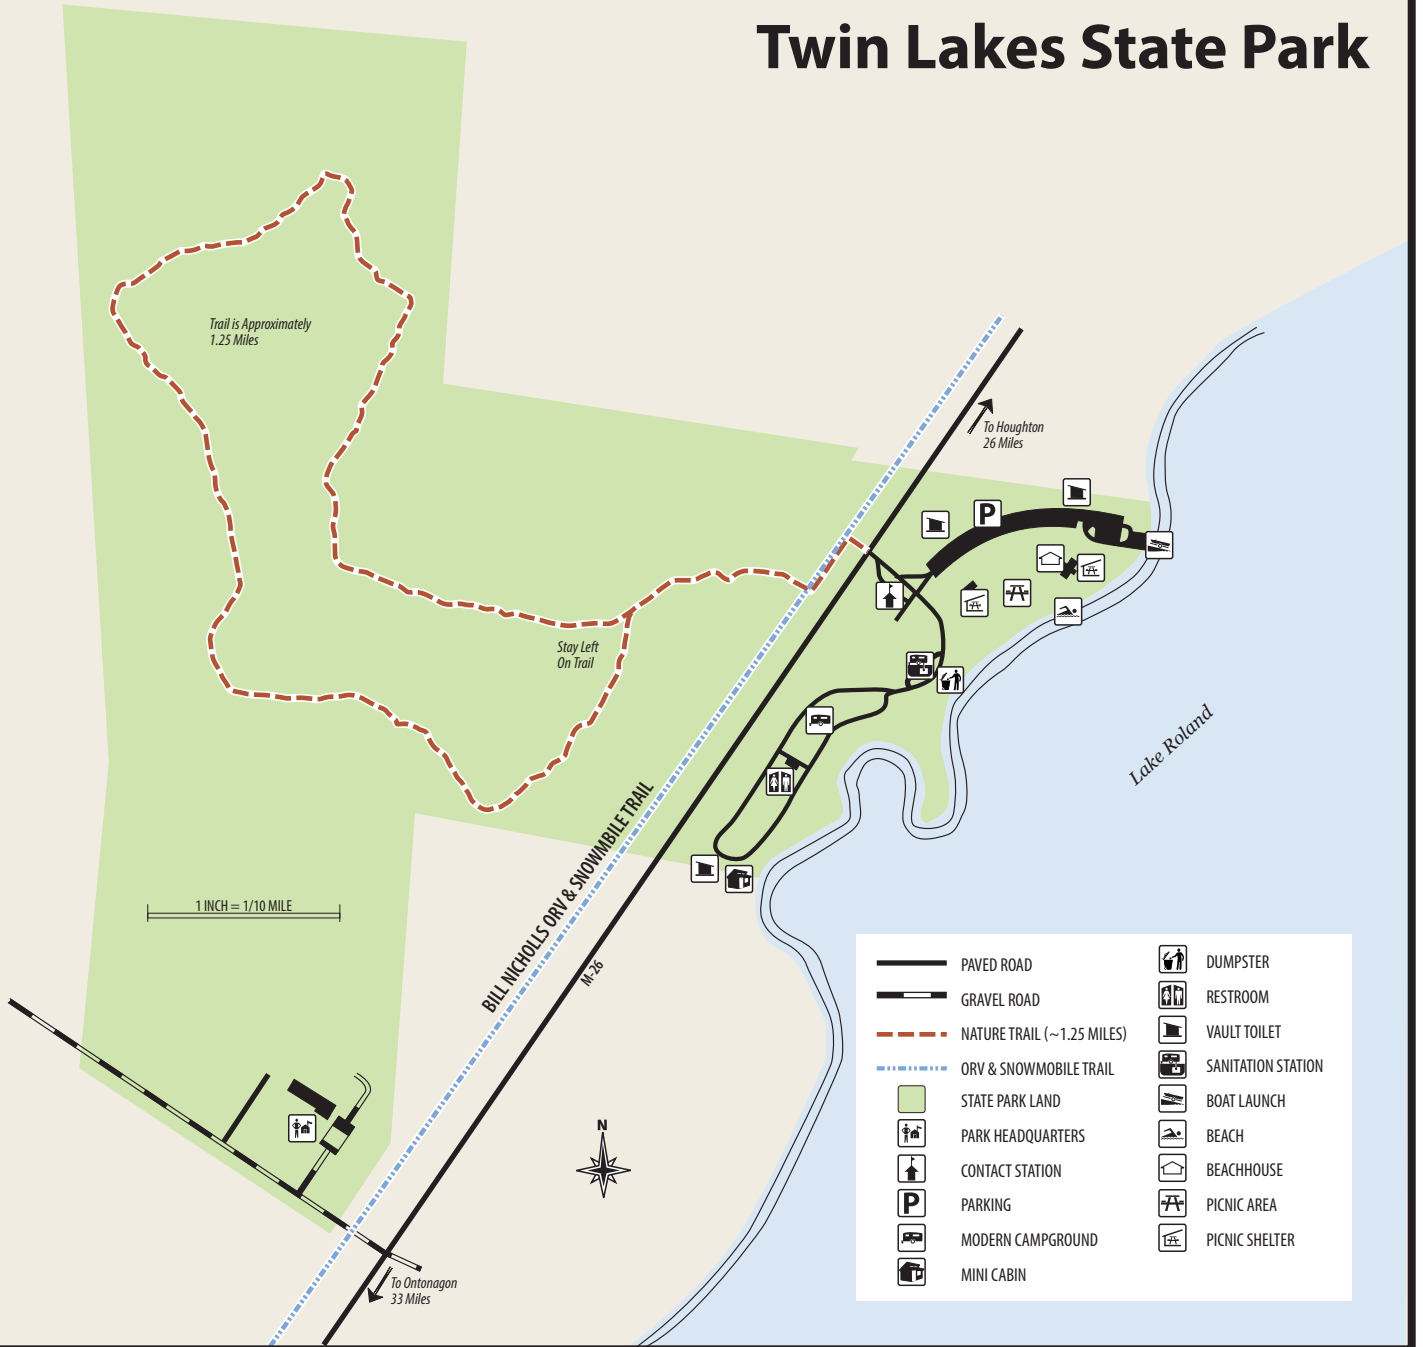 Twin Lakes State Park
Trail is Approximately
1.25 Miles
To Houghton
26 Miles
P
Stay Left
On Trail
Lake Roland
BILL NICHOLLS ORV & SNOWMBILE TRAIL
M-26
1 INCH = 1/10 MILE
N
To Ontonagon
33 Miles
PAVED ROAD
GRAVEL ROAD
NATURE TRAIL (~1.25 MILES)
ORV & SNOWMOBILE TRAIL
STATE PARK LAND
PARK HEADQUARTERS
CONTACT STATION
P PARKING
MODERN CAMPGROUND
MINI CABIN
DUMPSTER
RESTROOM
VAULT TOILET
SANITATION STATION
BOAT LAUNCH
BEACH
BEACHHOUSE
PICNIC AREA
PICNIC SHELTER